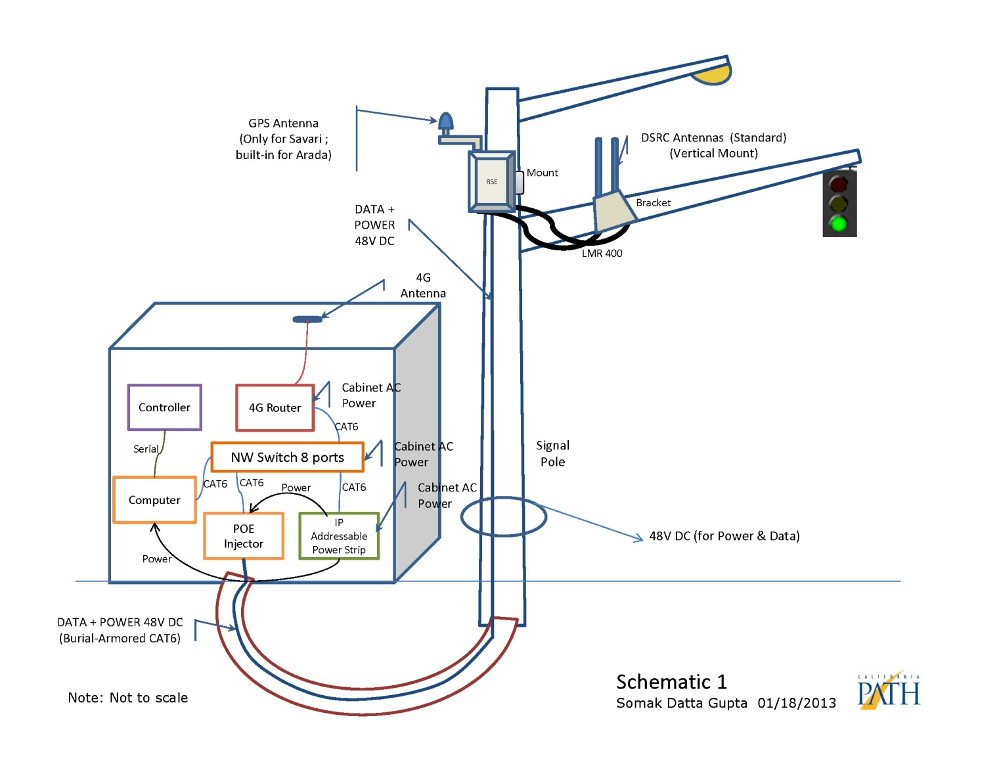 GPS Antenna
(Only for Savari ;
built-in for Arada)
DSRC Antennas (Standard)
(Vertical Mount)
RSE
Mount
Bracket
DATA +
POWER
48V DC
LMR 400
4G
Antenna
Controller
4G Router
Cabinet AC
Power
CAT6
Serial
NW Switch 8 ports
Cabinet AC
Power
Signal
Pole
Computer
CAT6
CAT6
Power
CAT6
Cabinet AC
Power
POE
Injector
IP
Addressable
Power Strip
48V DC (for Power & Data)
Power
DATA + POWER 48V DC
(Burial-Armored CAT6)
Note: Not to scale
Schematic 1
Somak Datta Gupta 01/18/2013
CALIFORNIA
PATH